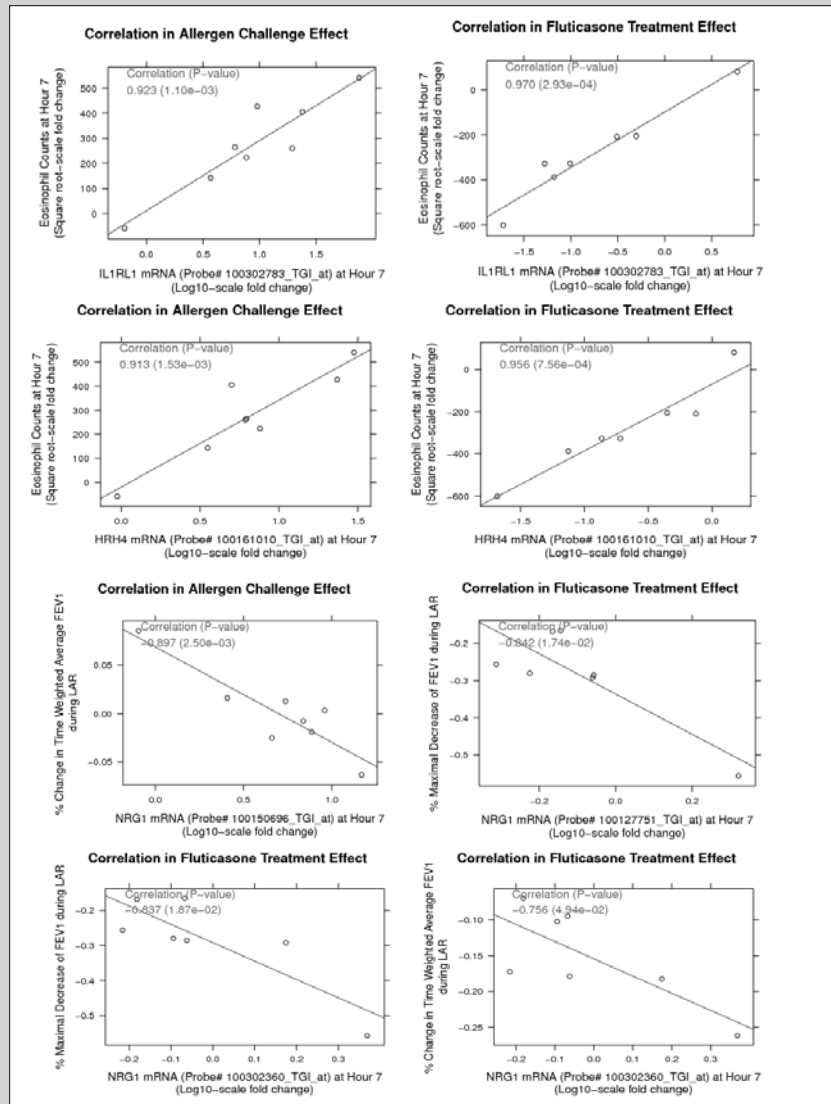 Correlation in Allergen Challenge Effect
Correlation (P-value)
0.923 (1.10e-03)
Eosinophil Counts at Hour 7
(Square root-scale fold change)
500
400
300
200
100
0
0.0 0.5 1.0 1.5
IL1RL1 mRNA (Probe# 100302783_TGI_at) at Hour 7
(Log10-scale fold change)
Correlation in Fluticasone Treatment Effect
Correlation (P-value)
0.970 (2.93e-04)
Eosinophil Counts at Hour 7
(Square root-scale fold change)
0
-200
-400
-600
-1.5 -1.0 -0.5 0.0 0.5
IL1RL1 mRNA (Probe# 100302783_TGI_at) at Hour 7
(Log10-scale fold change)
Correlation in Allergen Challenge Effect
Correlation (P-value)
0.913 (1.53e-03)
Eosinophil Counts at Hour 7
(Square root-scale fold change)
500
400
300
200
100
0
0.0 0.5 1.0 1.5
HRH4 mRNA (Probe# 100161010_TGI_at) at Hour 7
(Log10-scale fold change)
Correlation in Fluticasone Treatment Effect
Correlation (P-value)
0.956 (7.56e-04)
Eosinophil Counts at Hour 7
(Square root-scale fold change)
0
-200
-400
-600
-1.5 -1.0 -0.5 0.0
HRH4 mRNA (Probe# 100161010_TGI_at) at Hour 7
(Log10-scale fold change)
Correlation in Allergen Challenge Effect
Correlation (P-value)
-0.897 (2.50e-03)
% Change in Time Weighted Average FEV1
during LAR
0.05
0.00
-0.05
0.0 0.5 1.0
NRG1 mRNA (Probe# 100150696_TGI_at) at Hour 7
(Log10-scale fold change)
Correlation in Fluticasone Treatment Effect
Correlation (P-value)
-0.842 (1.74e-02)
% Maximal Decrease of FEV1 during LAR
-0.2
-0.3
-0.4
-0.5
-0.2 0.0 0.2
NRG1 mRNA (Probe# 100127751_TGI_at) at Hour 7
(Log10-scale fold change)
Correlation in Fluticasone Treatment Effect
Correlation (P-value)
-0.837 (1.87e-02)
% Maximal Decrease of FEV1 during LAR
-0.2
-0.3
-0.4
-0.5
-0.2 -0.1 0.0 0.1 0.2 0.3
NRG1 mRNA (Probe# 100302360_TGI_at) at Hour 7
(Log10-scale fold change)
Correlation in Fluticasone Treatment Effect
Correlation (P-value)
-0.756 (4.94e-02)
% Change in Time Weighted Average FEV1
during LAR
-0.10
-0.15
-0.20
-0.25
-0.2 -0.1 0.0 0.1 0.2 0.3
NRG1 mRNA (Probe# 100302360_TGI_at) at Hour 7
(Log10-scale fold change)